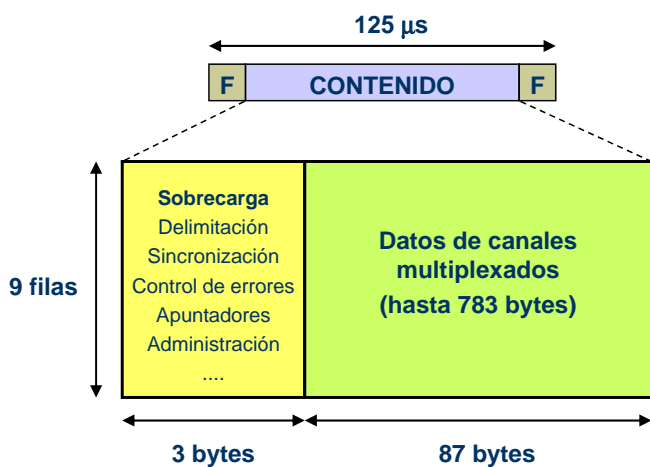 125 μs
F
CONTENIDO
F
9 filas
Sobrecarga
Delimitación
Sincronización
Control de errores
Apuntadores
Administración
....
Datos de canales
multiplexados
(hasta 783 bytes)
3 bytes
87 bytes